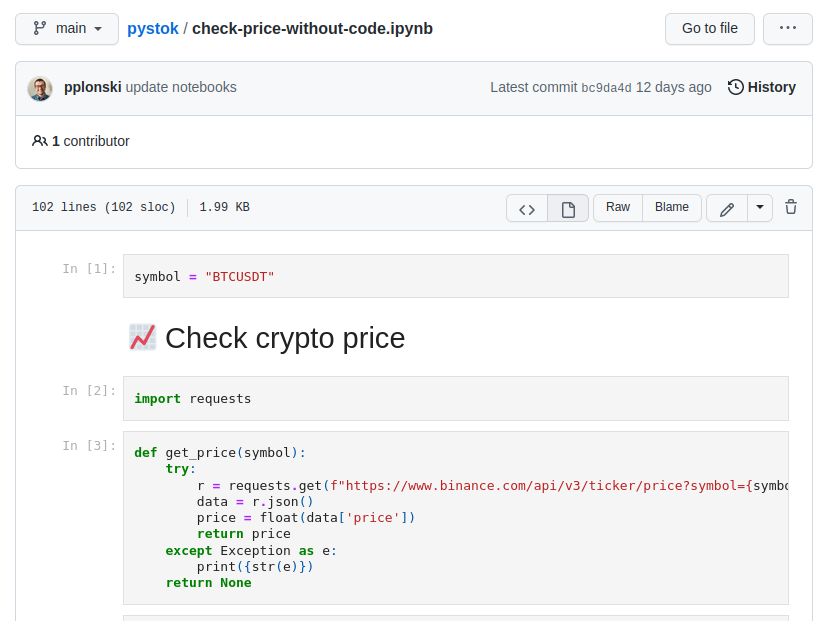 main pystok / check-price-without-code.ipynb Go to file ...
pplonski update notebooks Latest commit bc9da4d 12 days ago History
1 contributor
102 lines (102 sloc) 1.99 KB <> Raw Blame
In [1]: symbol = "BTCUSDT"
Check crypto price
In [2]: import requests
In [3]: def get_price(symbol):
    try:
        r = requests.get(f"https://www.binance.com/api/v3/ticker/price?symbol={symbo
        data = r.json()
        price = float(data['price'])
        return price
    except Exception as e:
        print({str(e)})
    return None